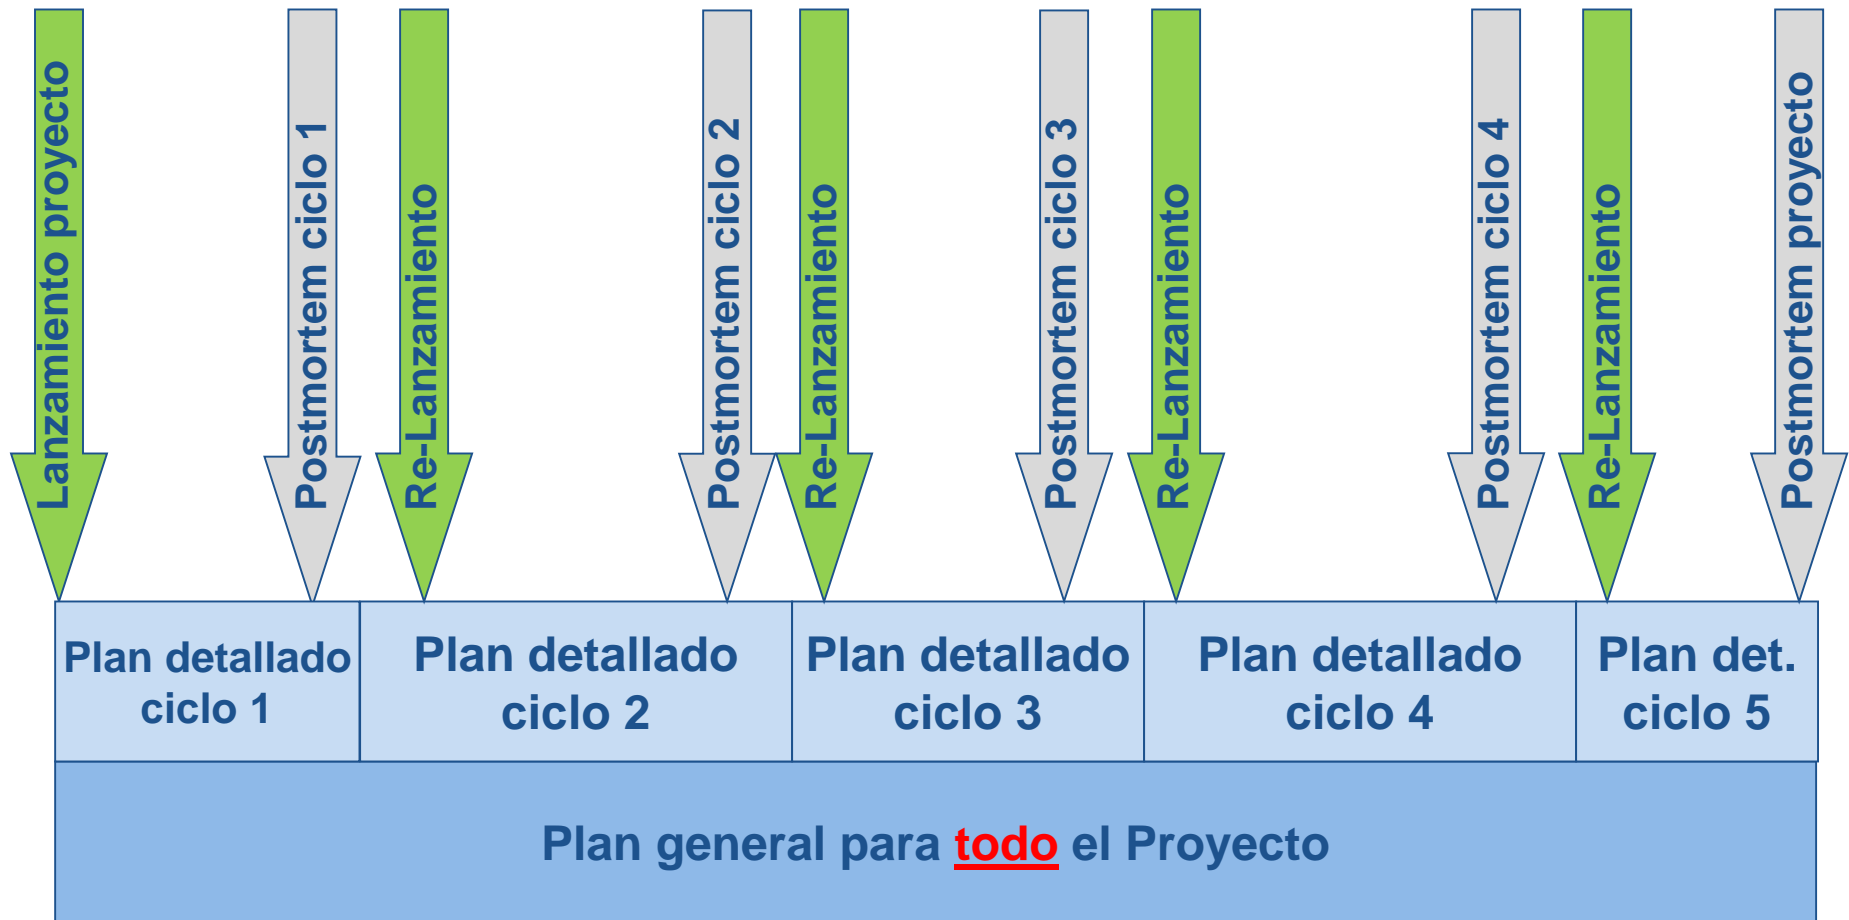 Lanzamiento proyecto
Postmortem ciclo 1
Re-Lanzamiento
Postmortem ciclo 2
Re-Lanzamiento
Postmortem ciclo 3
Re-Lanzamiento
Postmortem ciclo 4
Re-Lanzamiento
Postmortem proyecto
Plan detallado
ciclo 1
Plan detallado
ciclo 2
Plan detallado
ciclo 3
Plan detallado
ciclo 4
Plan det.
ciclo 5
Plan general para todo el Proyecto